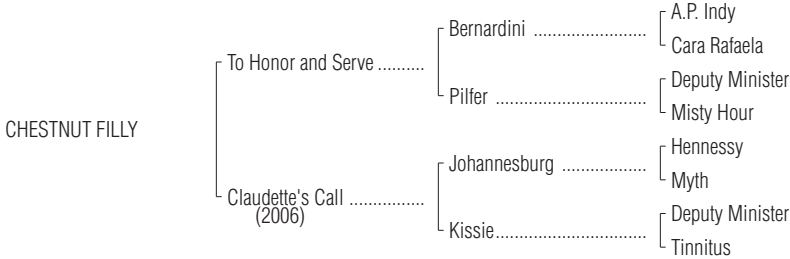 A.P. Indy
Bernardini ........................
Cara Rafaela
To Honor and Serve ..........
Deputy Minister
Pilfer ................................
Misty Hour
CHESTNUT FILLY
Hennessy
Johannesburg ..................
Myth
Claudette's Call ................
(2006)
Deputy Minister
Kissie................................
Tinnitus